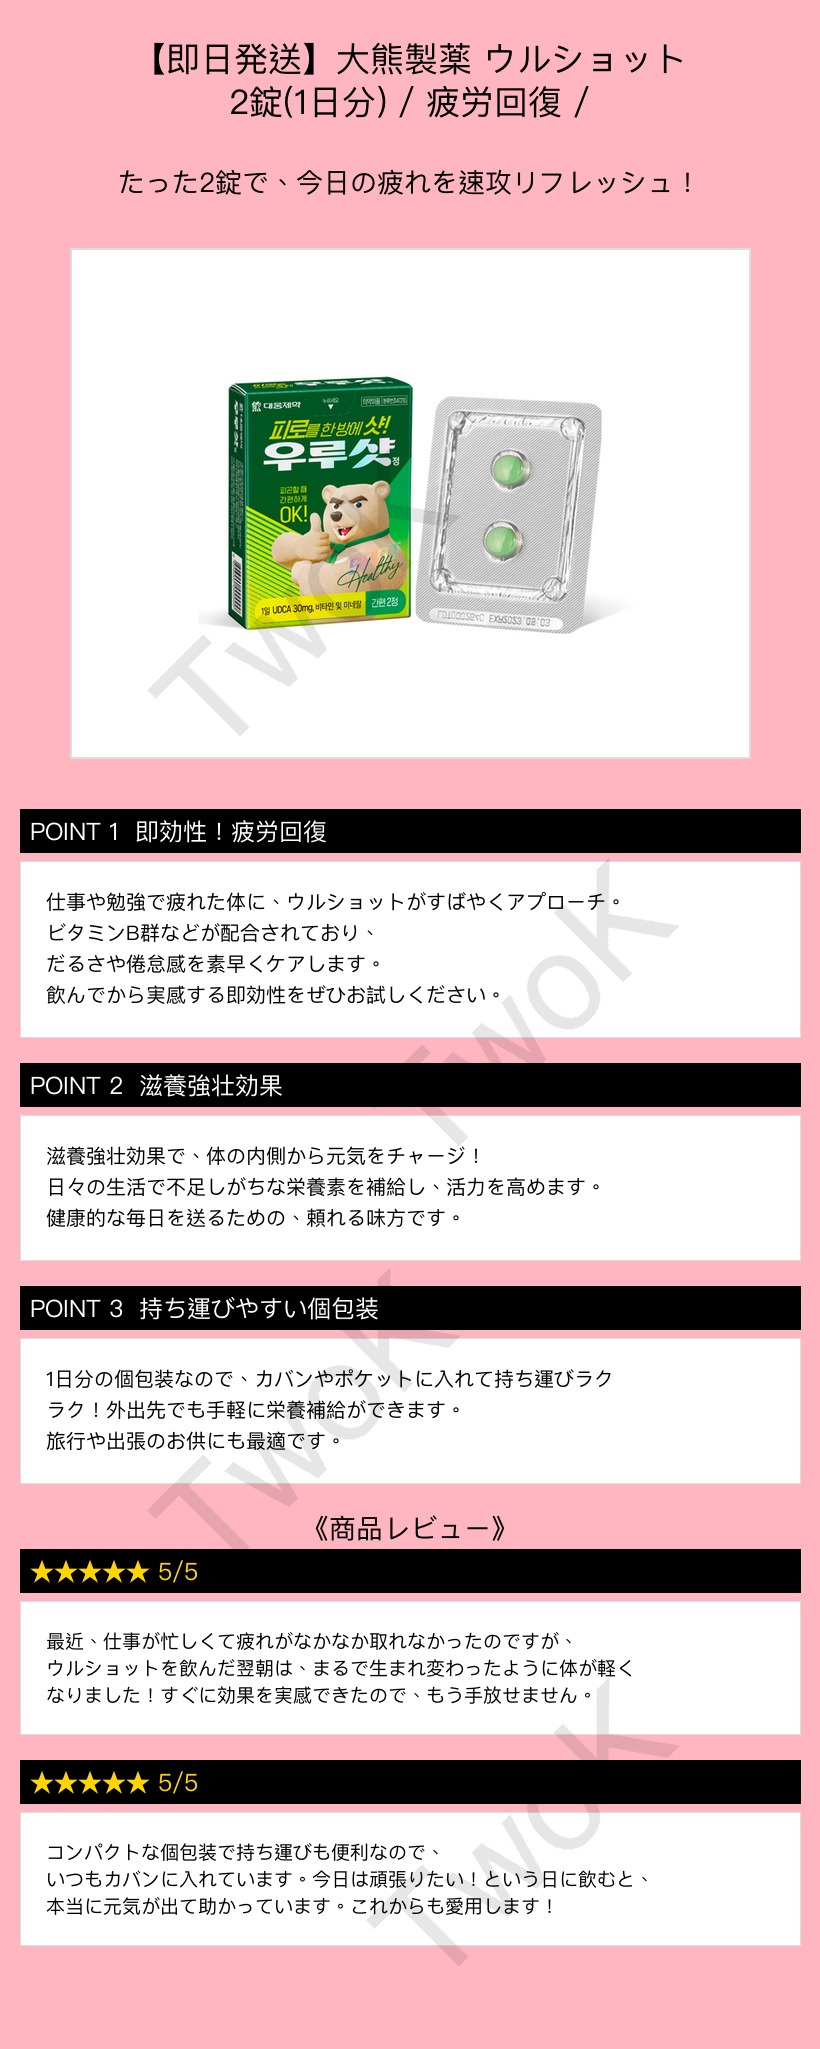 【即日発送】大熊製薬 ウルショット
2錠(1日分) / 疲労回復 /
たった2錠で、今日の疲れを速攻リフレッシュ！
대웅제약
누르세요
의약외품
피로를 한 방에 샷!
우루샷정
피곤할 때
간편하게
OK!
Healthy
1일 UDCA 30mg, 비타민 및 미네랄
간편 2정
TwoK
POINT 1 即効性！疲労回復
仕事や勉強で疲れた体に、ウルショットがすばやくアプローチ。
ビタミンB群などが配合されており、
だるさや倦怠感を素早くケアします。
飲んでから実感する即効性をぜひお試しください。
TwoK
POINT 2 滋養強壮効果
滋養強壮効果で、体の内側から元気をチャージ！
日々の生活で不足しがちな栄養素を補給し、活力を高めます。
健康的な毎日を送るための、頼れる味方です。
POINT 3 持ち運びやすい個包装
1日分の個包装なので、カバンやポケットに入れて持ち運びラク
ラク！外出先でも手軽に栄養補給ができます。
旅行や出張のお供にも最適です。
TwoK
《商品レビュー》
★★★★★ 5/5
最近、仕事が忙しくて疲れがなかなか取れなかったのですが、
ウルショットを飲んだ翌朝は、まるで生まれ変わったように体が軽く
なりました！すぐに効果を実感できたので、もう手放せません。
★★★★★ 5/5
コンパクトな個包装で持ち運びも便利なので、
いつもカバンに入れています。今日は頑張りたい！という日に飲むと、
本当に元気が出て助かっています。これからも愛用します！
TwoK